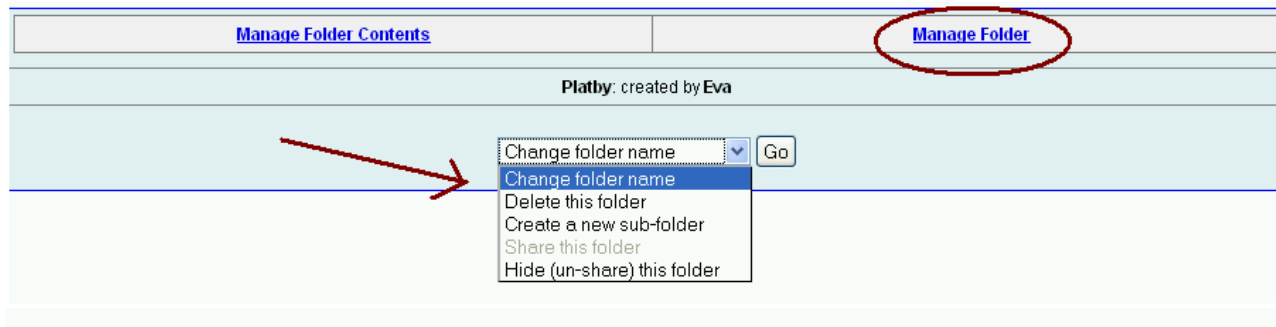 Manage Folder Contents Manage Folder
Platby: created by Eva
Change folder name Go
Change folder name
Delete this folder
Create a new sub-folder
Share this folder
Hide (un-share) this folder